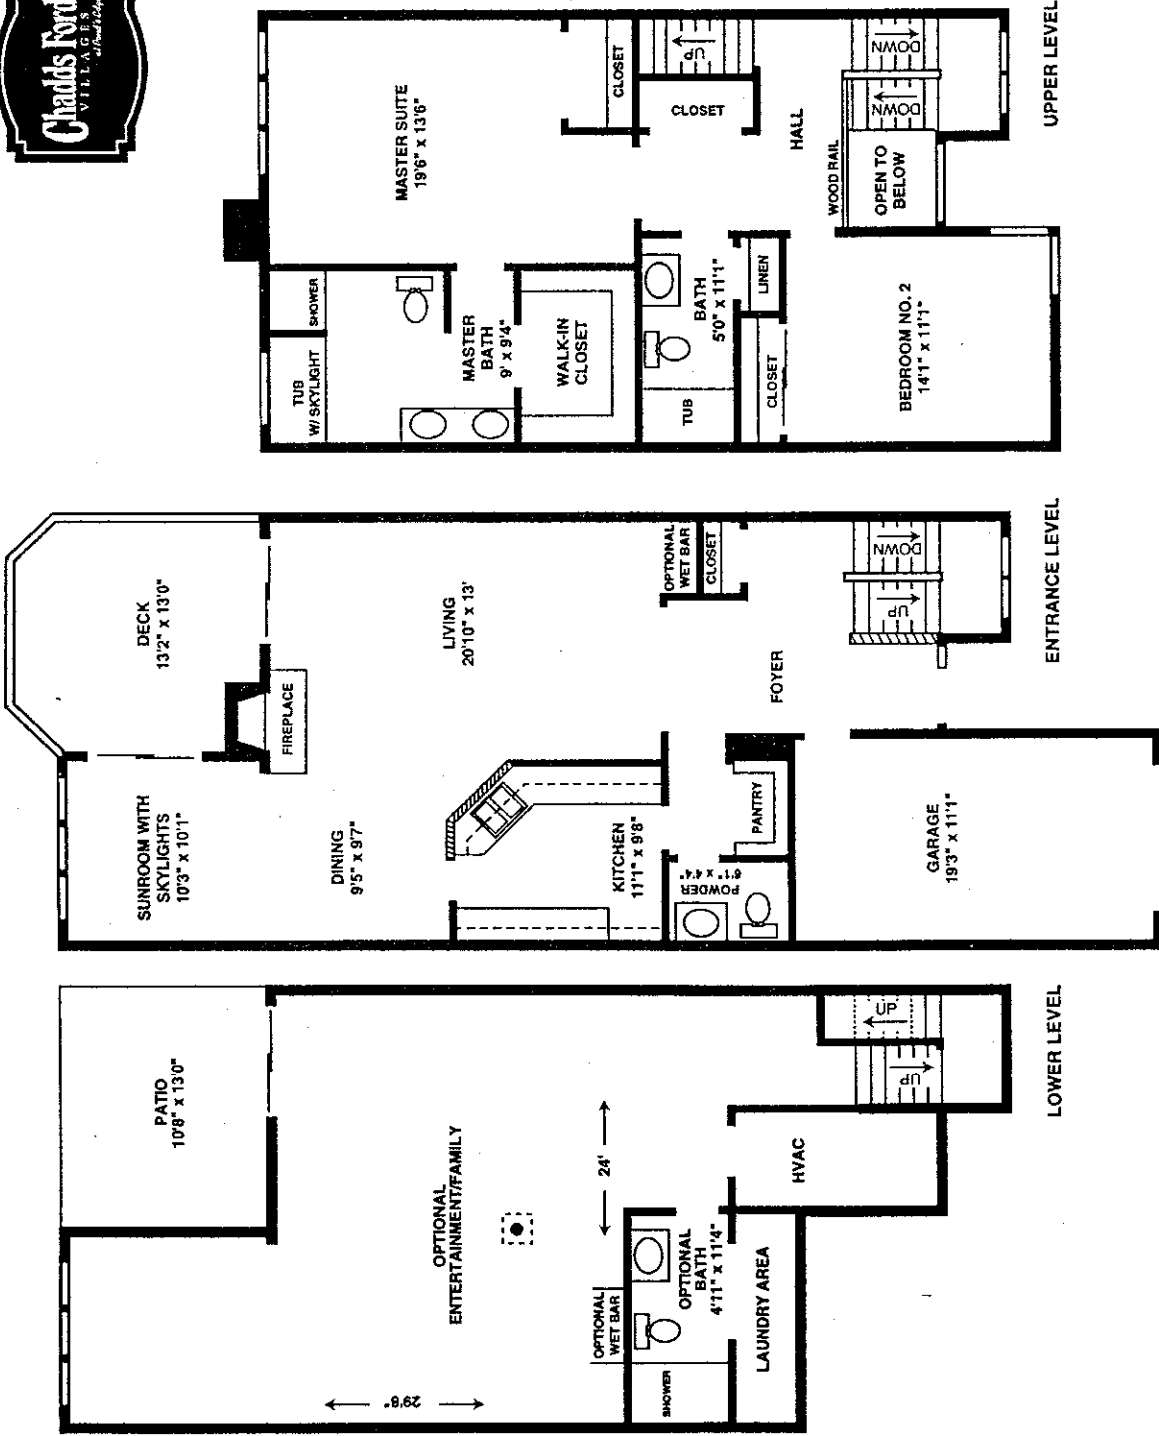 Chadds Ford
VILLAGES
UPPER LEVEL
MASTER SUITE
19'6" x 13'6"
CLOSET
UP
CLOSET
HALL
DOWN
DOWN
WOOD RAIL
OPEN TO
BELOW
SHOWER
TUB
W/ SKYLIGHT
MASTER
BATH
9' x 9'4"
WALK-IN
CLOSET
BATH
5'0" x 11'1"
LINEN
TUB
CLOSET
BEDROOM NO. 2
14'1" x 11'1"
ENTRANCE LEVEL
DECK
13'2" x 13'0"
LIVING
20'10" x 13'
OPTIONAL
WET BAR
CLOSET
DOWN
UP
FOYER
FIREPLACE
SUNROOM WITH
SKYLIGHTS
10'3" x 10'1"
DINING
9'5" x 9'7"
KITCHEN
11'1" x 9'8"
PANTRY
POWDER
6'1" x 4'4"
GARAGE
19'3" x 11'1"
LOWER LEVEL
PATIO
10'8" x 13'0"
OPTIONAL
ENTERTAINMENT/FAMILY
24'
29'8"
UP
UP
HVAC
OPTIONAL
WET BAR
OPTIONAL
BATH
4'11" x 11'4"
SHOWER
LAUNDRY AREA